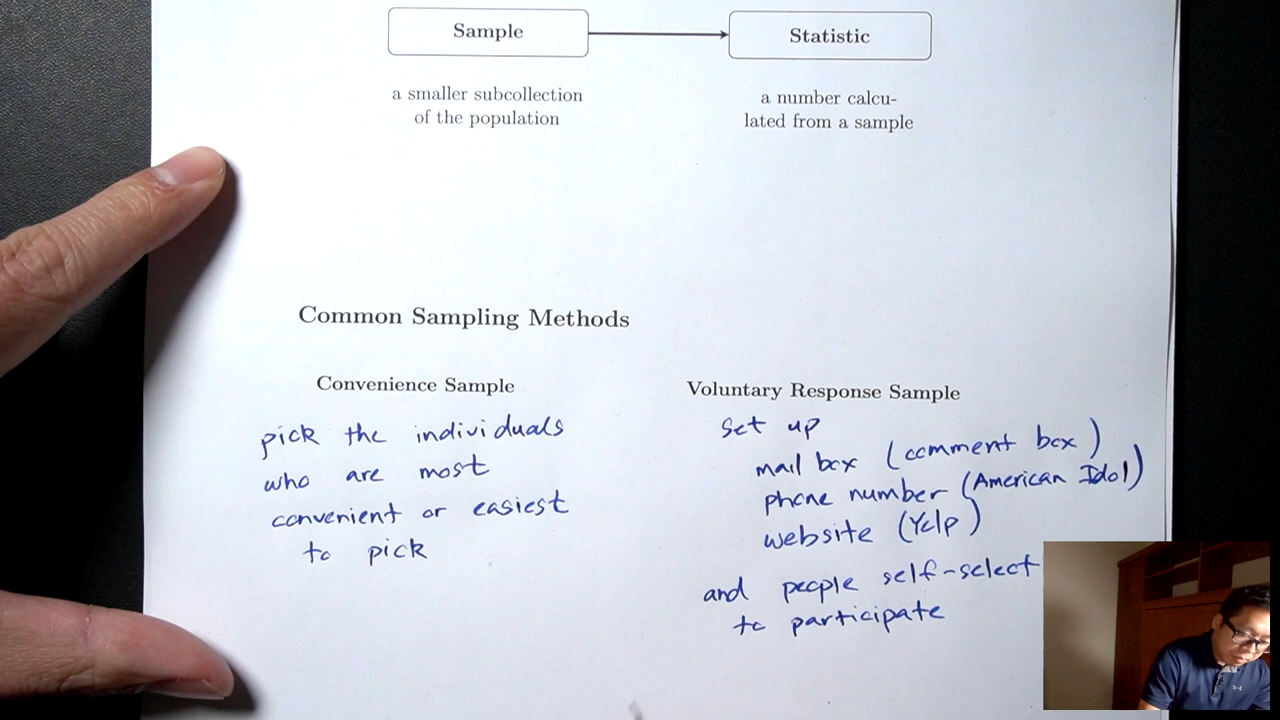 Sample
Statistic
a smaller subcollection
of the population
a number calcu-
lated from a sample
Common Sampling Methods
Convenience Sample
pick the individuals
who are most
convenient or easiest
to pick
Voluntary Response Sample
set up
mail box (comment box)
phone number (American Idol)
website (Yelp)
and people self-select
to participate